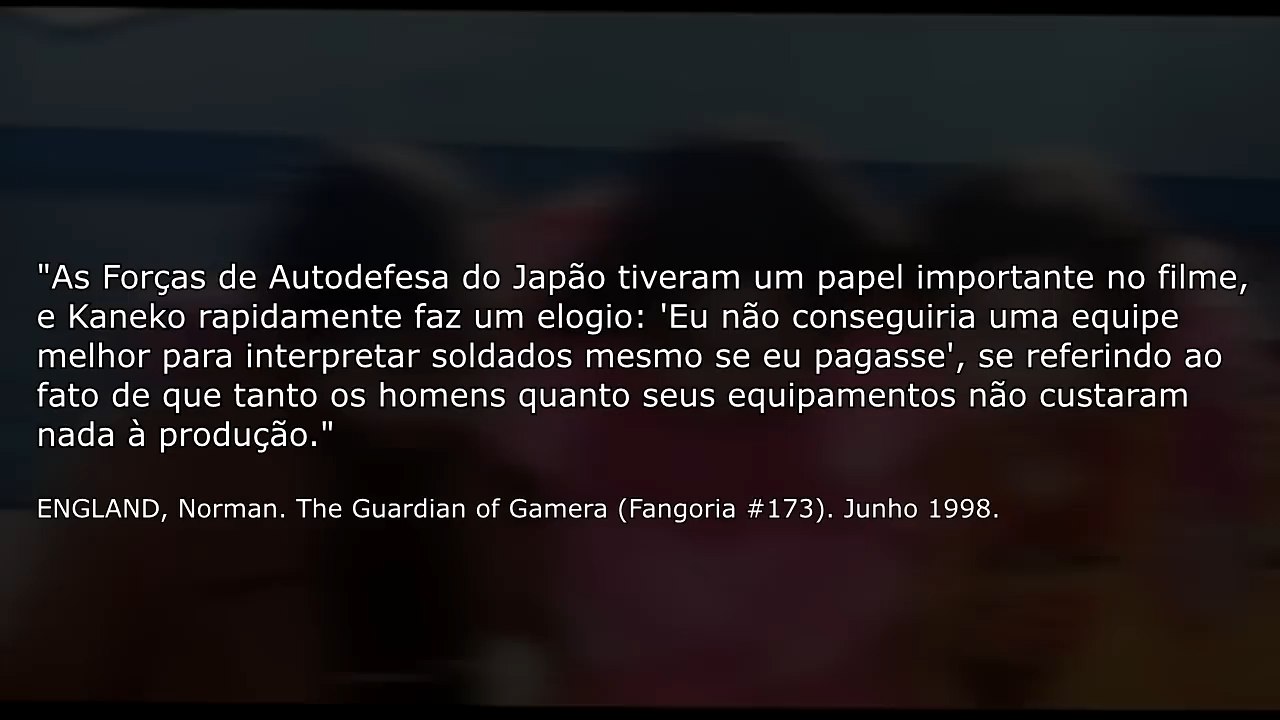 "As Forças de Autodefesa do Japão tiveram um papel importante no filme,
e Kaneko rapidamente faz um elogio: 'Eu não conseguiria uma equipe
melhor para interpretar soldados mesmo se eu pagasse', se referindo ao
fato de que tanto os homens quanto seus equipamentos não custaram
nada à produção."
ENGLAND, Norman. The Guardian of Gamera (Fangoria #173). Junho 1998.